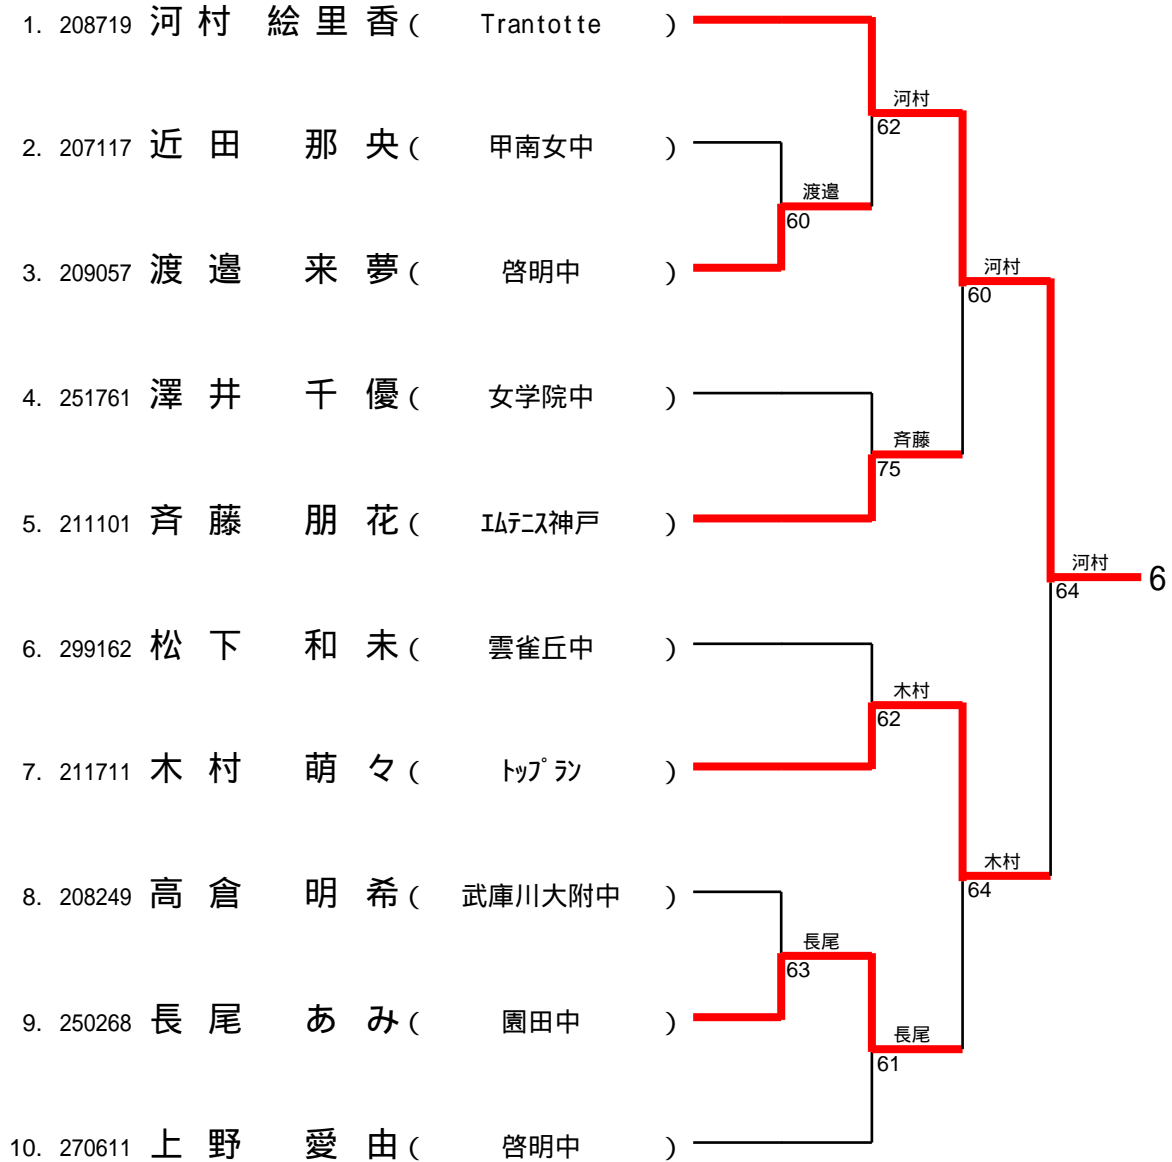 1. 208719 河村 絵里香 ( Trantotte )
河村
62
2. 207117 近田 那央 ( 甲南女中 )
渡邉
60
3. 209057 渡邉 来夢 ( 啓明中 )
河村
60
4. 251761 澤井 千優 ( 女学院中 )
斉藤
75
5. 211101 斉藤 朋花 ( エムテニス神戸 )
河村
64
6
6. 299162 松下 和未 ( 雲雀丘中 )
木村
62
7. 211711 木村 萌々 ( トップラン )
木村
64
8. 208249 高倉 明希 ( 武庫川大附中 )
長尾
63
9. 250268 長尾 あみ ( 園田中 )
長尾
61
10. 270611 上野 愛由 ( 啓明中 )